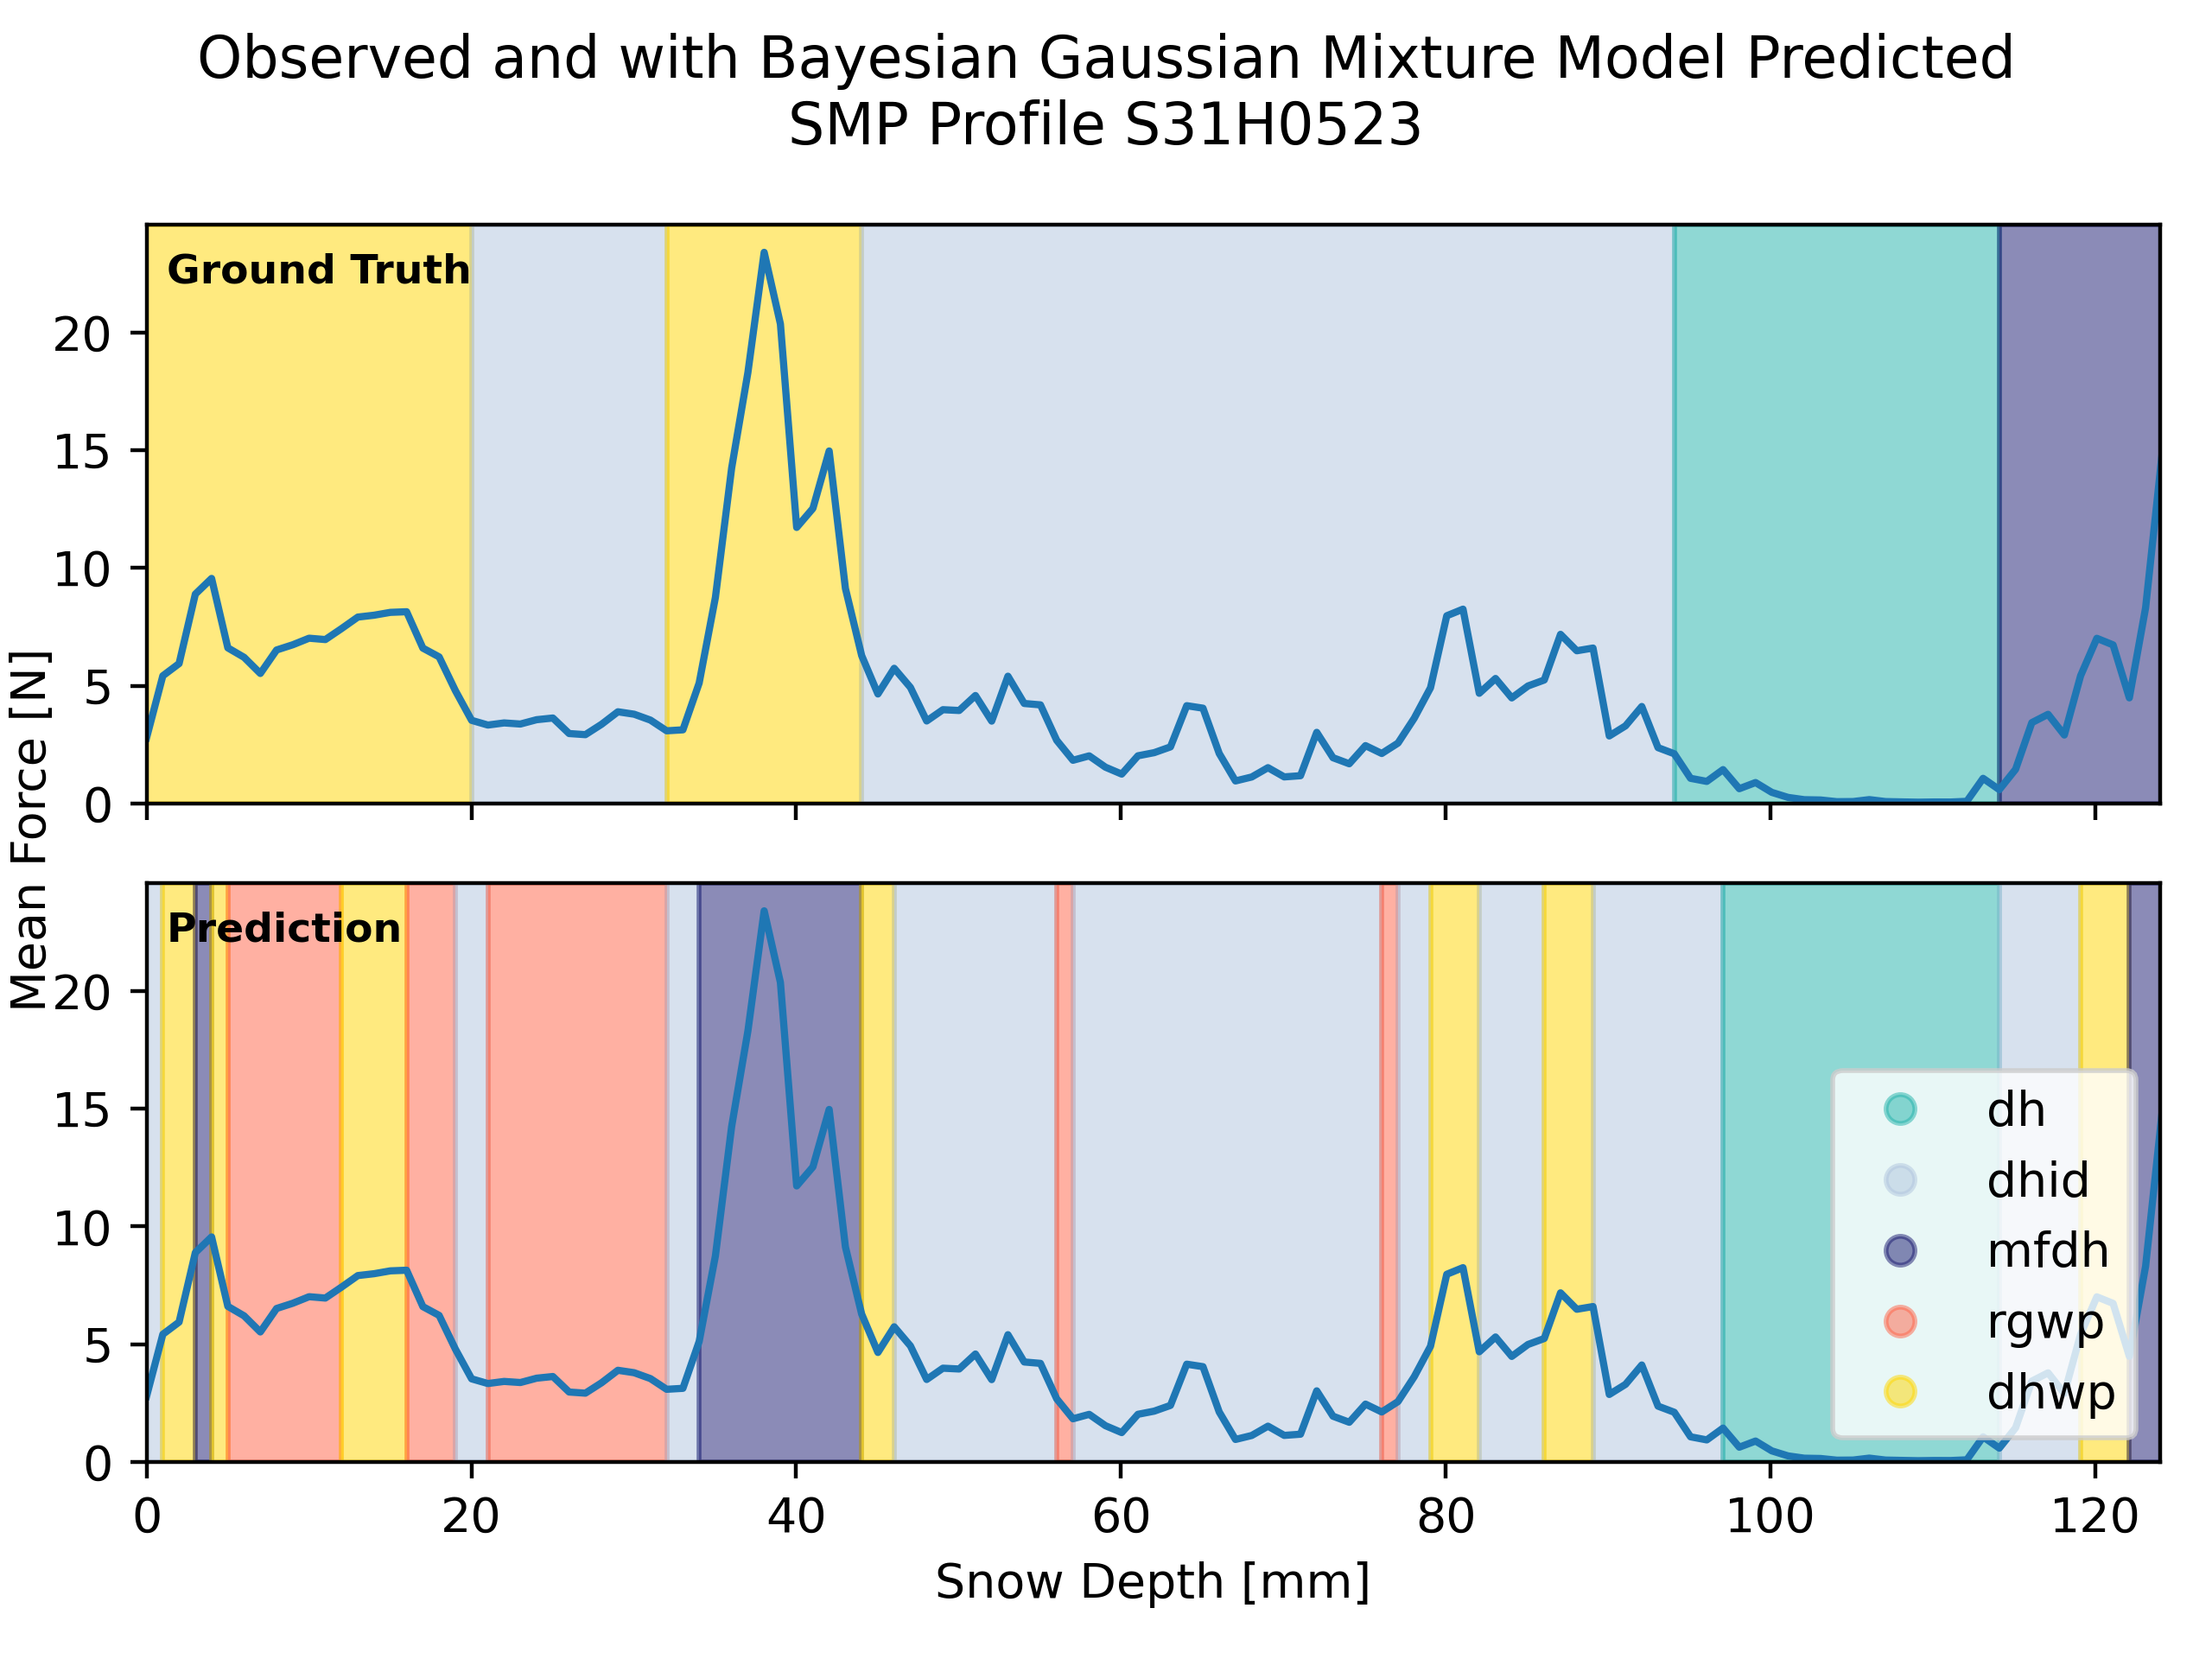 Observed and with Bayesian Gaussian Mixture Model Predicted
SMP Profile S31H0523
Ground Truth
20
15
10
5
0
Mean Force [N]
Prediction
20
15
10
5
0
dh
dhid
mfdh
rgwp
dhwp
0 20 40 60 80 100 120
Snow Depth [mm]